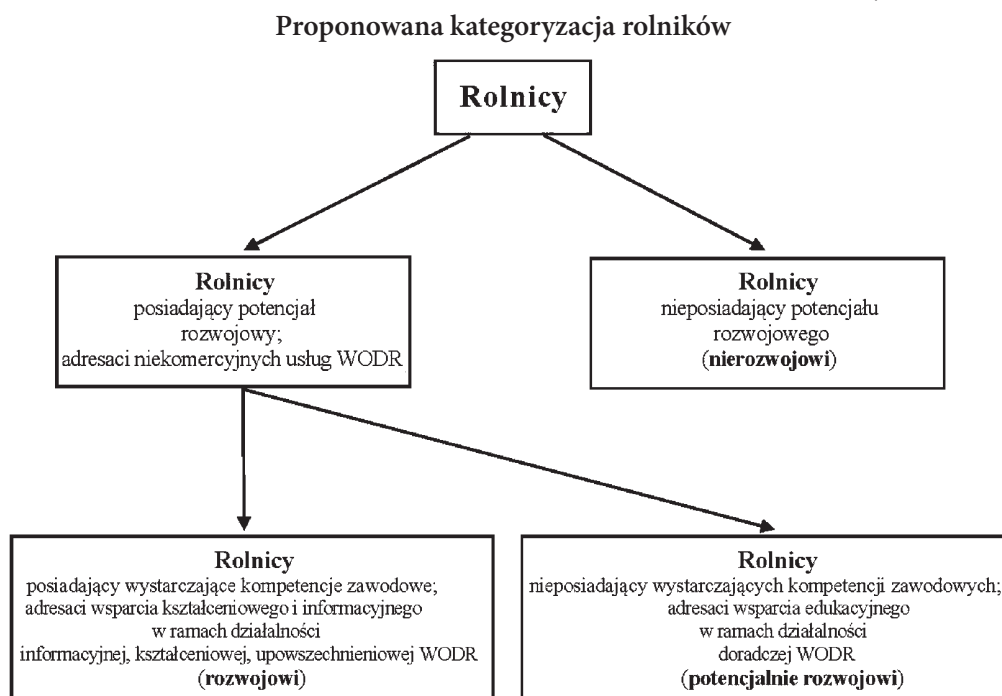 Proponowana kategoryzacja rolników
Rolnicy
Rolnicy
posiadający potencjał
rozwojowy;
adresaci niekomercyjnych usług WODR
Rolnicy
nieposiadający potencjału
rozwojowego
(nierozwojowi)
Rolnicy
posiadający wystarczające kompetencje zawodowe;
adresaci wsparcia kształceniowego i informacyjnego
w ramach działalności
informacyjnej, kształceniowej, upowszechnieniowej WODR
(rozwojowi)
Rolnicy
nieposiadający wystarczających kompetencji zawodowych;
adresaci wsparcia edukacyjnego
w ramach działalności
doradczej WODR
(potencjalnie rozwojowi)